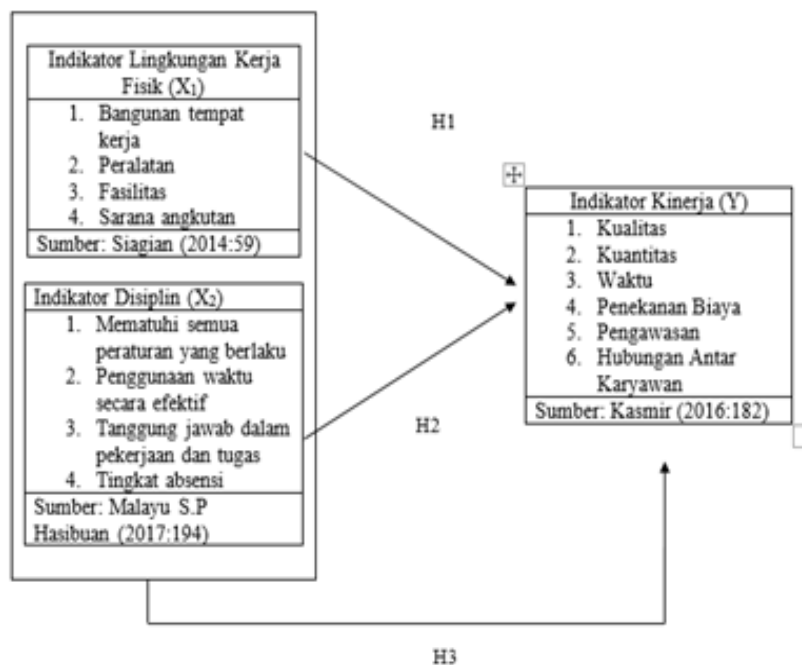 Indikator Lingkungan Kerja
Fisik (X₁)
1. Bangunan tempat
kerja
2. Peralatan
3. Fasilitas
4. Sarana angkutan
Sumber: Siagian (2014:59)
Indikator Disiplin (X₂)
1. Mematuhi semua
peraturan yang berlaku
2. Penggunaan waktu
secara efektif
3. Tanggung jawab dalam
pekerjaan dan tugas
4. Tingkat absensi
Sumber: Malayu S.P
Hasibuan (2017:194)
H1
H2
Indikator Kinerja (Y)
1. Kualitas
2. Kuantitas
3. Waktu
4. Penekanan Biaya
5. Pengawasan
6. Hubungan Antar
Karyawan
Sumber: Kasmir (2016:182)
H3